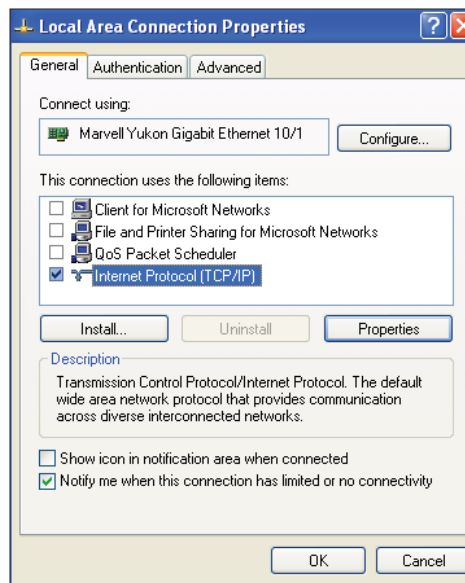 Local Area Connection Properties
General
Authentication
Advanced
Connect using:
Marvell Yukon Gigabit Ethernet 10/1
Configure...
This connection uses the following items:
Client for Microsoft Networks
File and Printer Sharing for Microsoft Networks
QoS Packet Scheduler
Internet Protocol (TCP/IP)
Install...
Uninstall
Properties
Description
Transmission Control Protocol/Internet Protocol. The default
wide area network protocol that provides communication
across diverse interconnected networks.
Show icon in notification area when connected
Notify me when this connection has limited or no connectivity
OK
Cancel